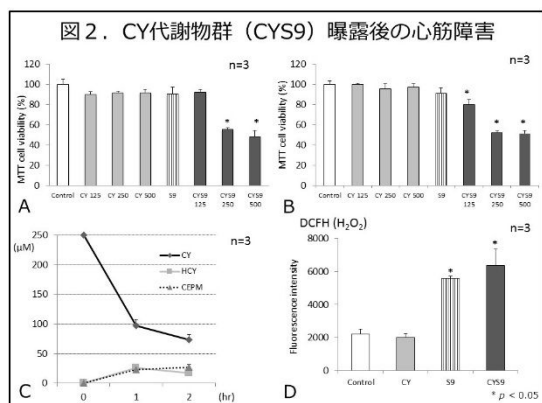 図２．CY代謝物群（CYS9）曝露後の心筋障害
n=3
MTT cell viability (%)
120
100
80
60
40
20
0
*
*
Control
CY 125
CY 250
CY 500
S9
CYS9 125
CYS9 250
CYS9 500
A
n=3
MTT cell viability (%)
120
100
80
60
40
20
0
*
*
*
Control
CY 125
CY 250
CY 500
S9
CYS9 125
CYS9 250
CYS9 500
B
(μM)
n=3
250
200
150
100
50
0
CY
HCY
CEPM
0
1
2
(hr)
C
DCFH (H₂O₂)
n=3
Fluorescence intensity
8000
6000
4000
2000
0
*
*
Control
CY
S9
CYS9
D
* p < 0.05